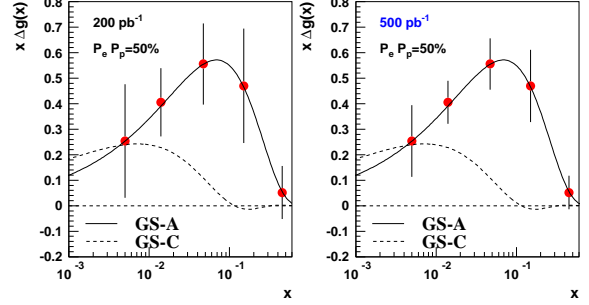 x Δg(x)
0.8
0.7
0.6
0.5
0.4
0.3
0.2
0.1
0
-0.1
-0.2
200 pb-1
Pe Pp=50%
GS-A
GS-C
10-3
10-2
10-1
x
x Δg(x)
0.8
0.7
0.6
0.5
0.4
0.3
0.2
0.1
0
-0.1
-0.2
500 pb-1
Pe Pp=50%
GS-A
GS-C
10-3
10-2
10-1
x